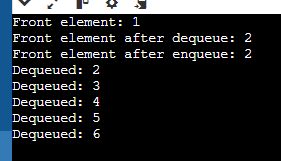 Front element: 1
Front element after dequeue: 2
Front element after enqueue: 2
Dequeued: 2
Dequeued: 3
Dequeued: 4
Dequeued: 5
Dequeued: 6